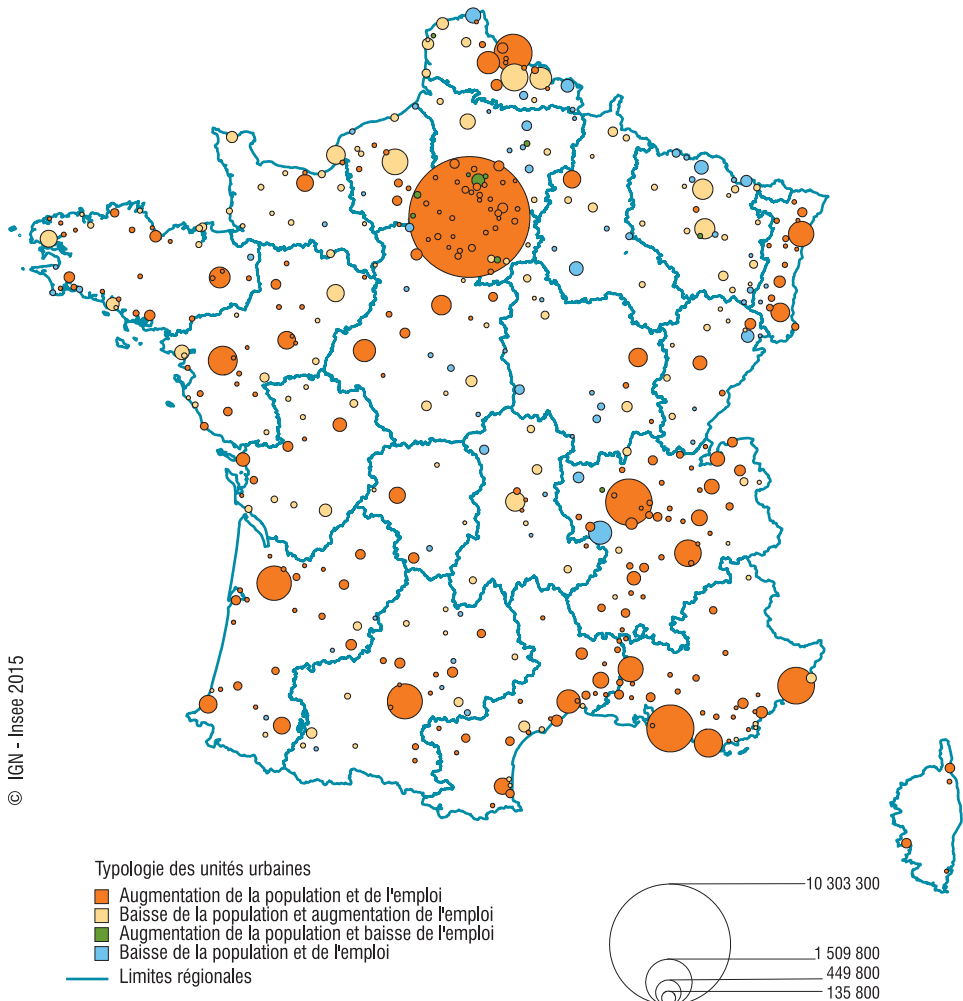 © IGN - Insee 2015
Typologie des unités urbaines
Augmentation de la population et de l'emploi
Baisse de la population et augmentation de l'emploi
Augmentation de la population et baisse de l'emploi
Baisse de la population et de l'emploi
Limites régionales
10 303 300
1 509 800
449 800
135 800